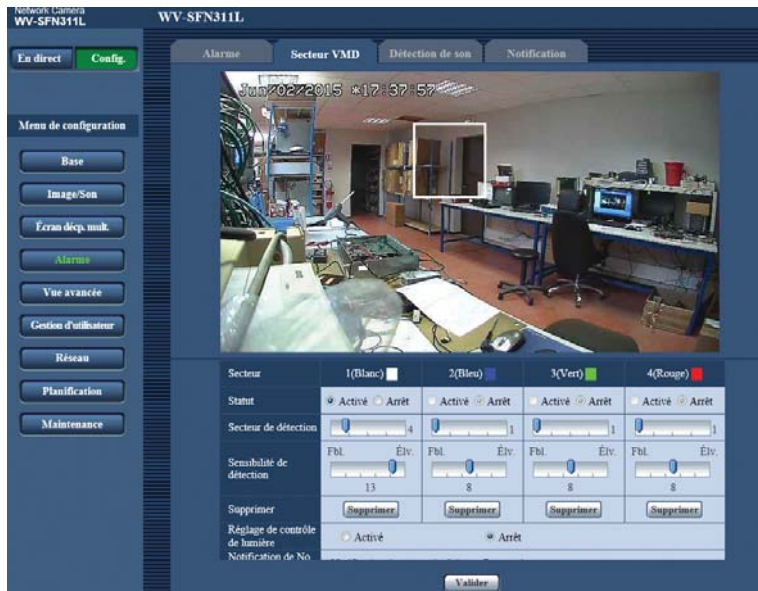 Network Camera
WV-SFN311L
WV-SFN311L
En direct Config.
Alarme Secteur VMD Détection de son Notification
Jun/02/2015 *17:37:57
Menu de configuration
Base
Image/Son
Écran décp. mult.
Alarme
Vue avancée
Gestion d'utilisateur
Réseau
Planification
Maintenance
Secteur 1(Blanc) 2(Bleu) 3(Vert) 4(Rouge)
Statut Activé Arrêt Activé Arrêt Activé Arrêt Activé Arrêt
Secteur de détection 4 1 1 1
Sensibilité de détection
Fbl. Élv. Fbl. Élv. Fbl. Élv. Fbl. Élv.
13 8 8 8
Supprimer Supprimer Supprimer Supprimer Supprimer
Réglage de contrôle de lumière Activé Arrêt
Notification de No
Valider